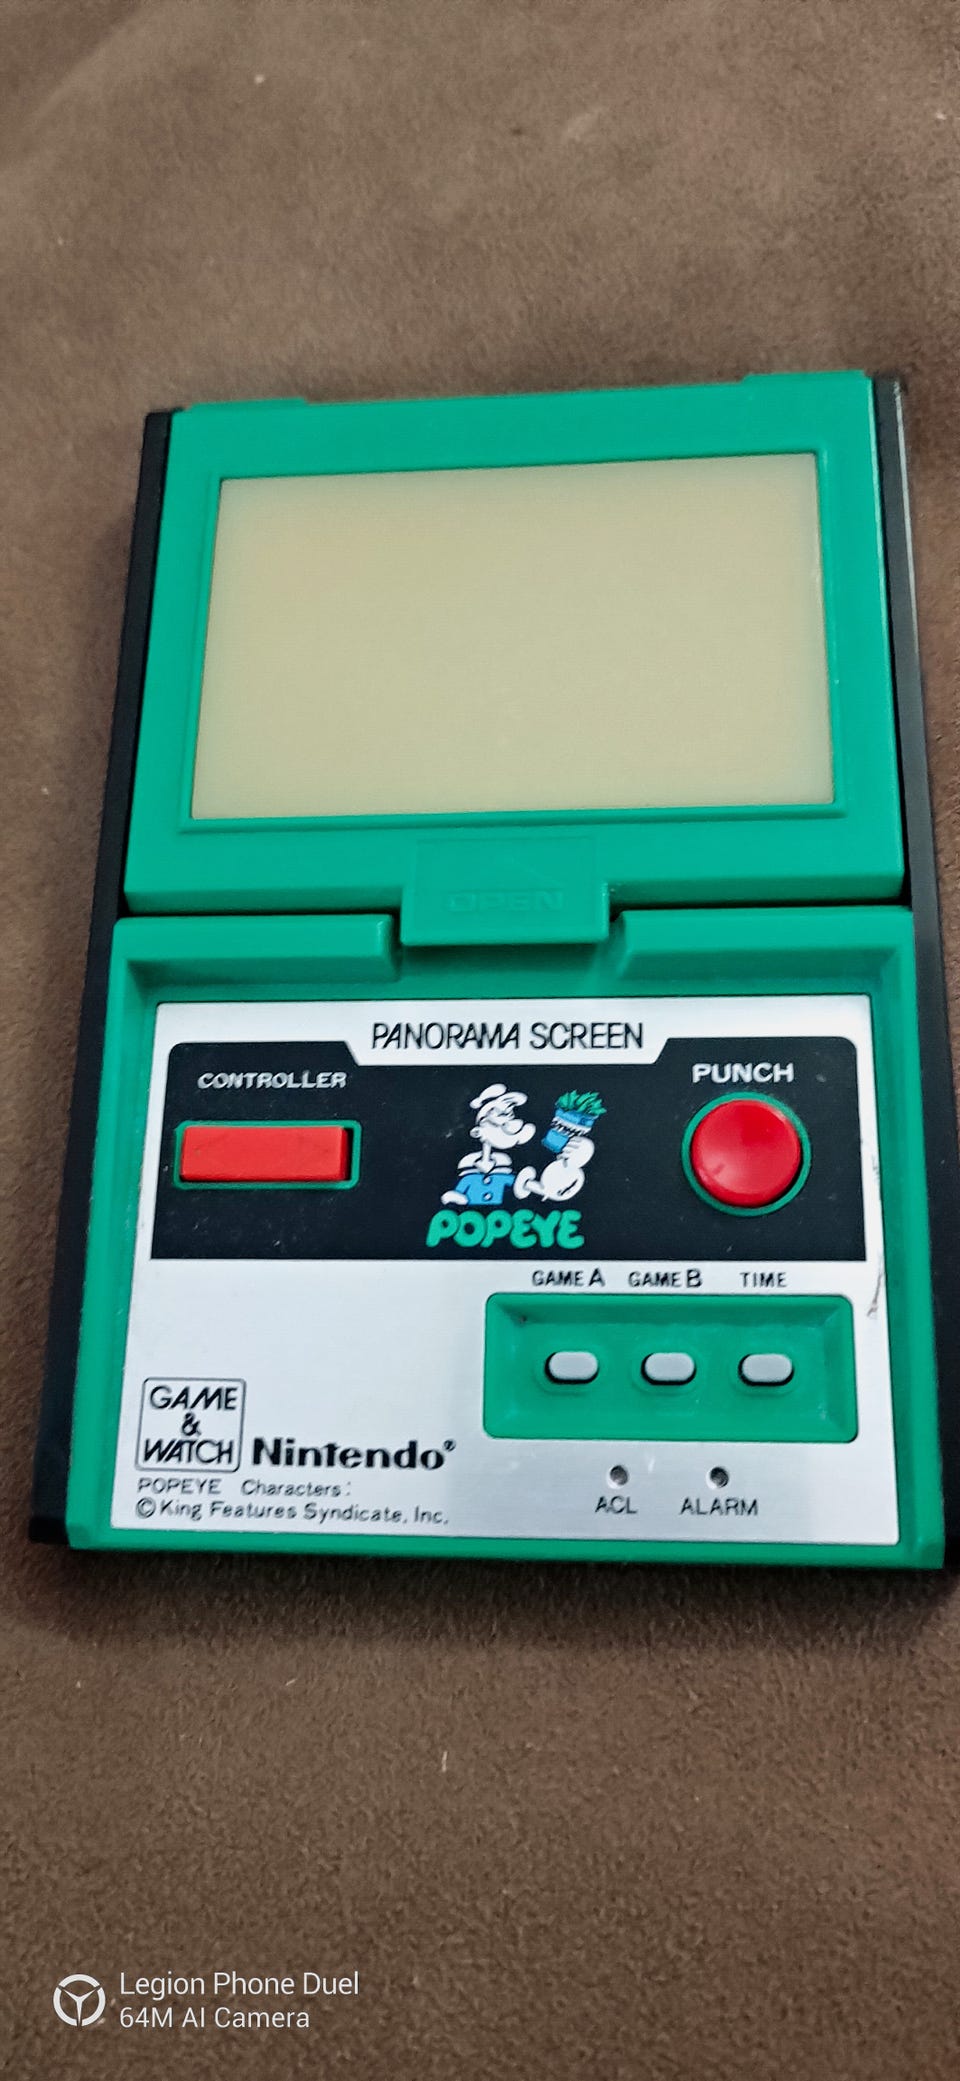 OPEN
PANORAMA SCREEN
CONTROLLER
PUNCH
POPEYE
GAME A GAME B TIME
GAME
&
WATCH
Nintendo®
POPEYE Characters:
© King Features Syndicate, Inc.
ACL ALARM
Legion Phone Duel
64M AI Camera